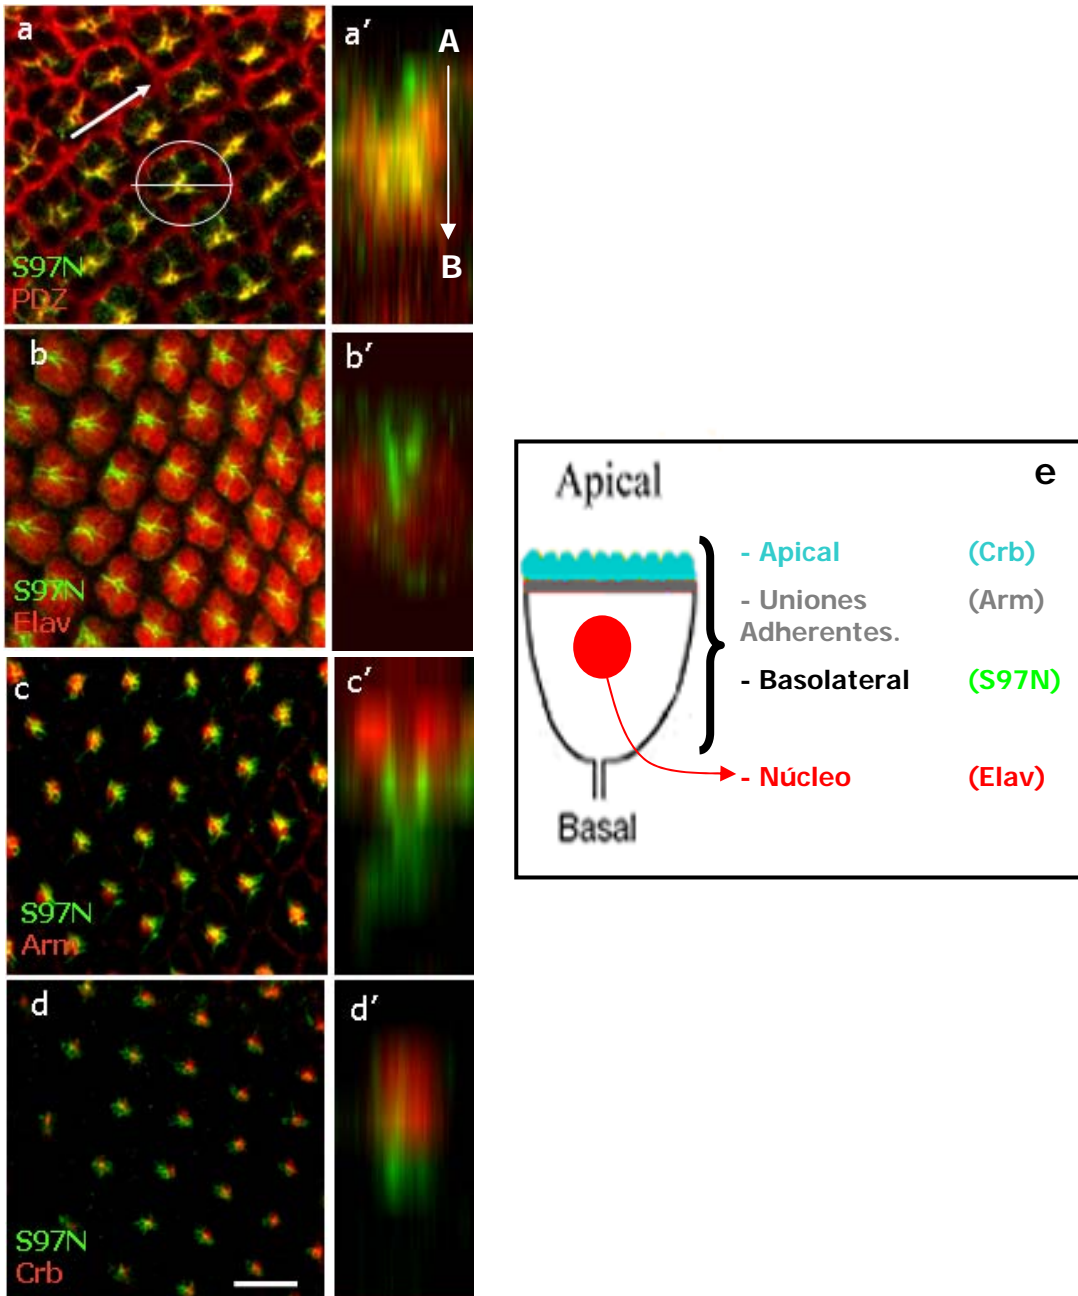 a
a'
A
B
S97N
PDZ
b
b'
S97N
Elav
c
c'
S97N
Arm
d
d'
S97N
Crb
e
Apical
- Apical (Crb)
- Uniones (Arm)
Adherentes.
- Basolateral (S97N)
- Núcleo (Elav)
Basal